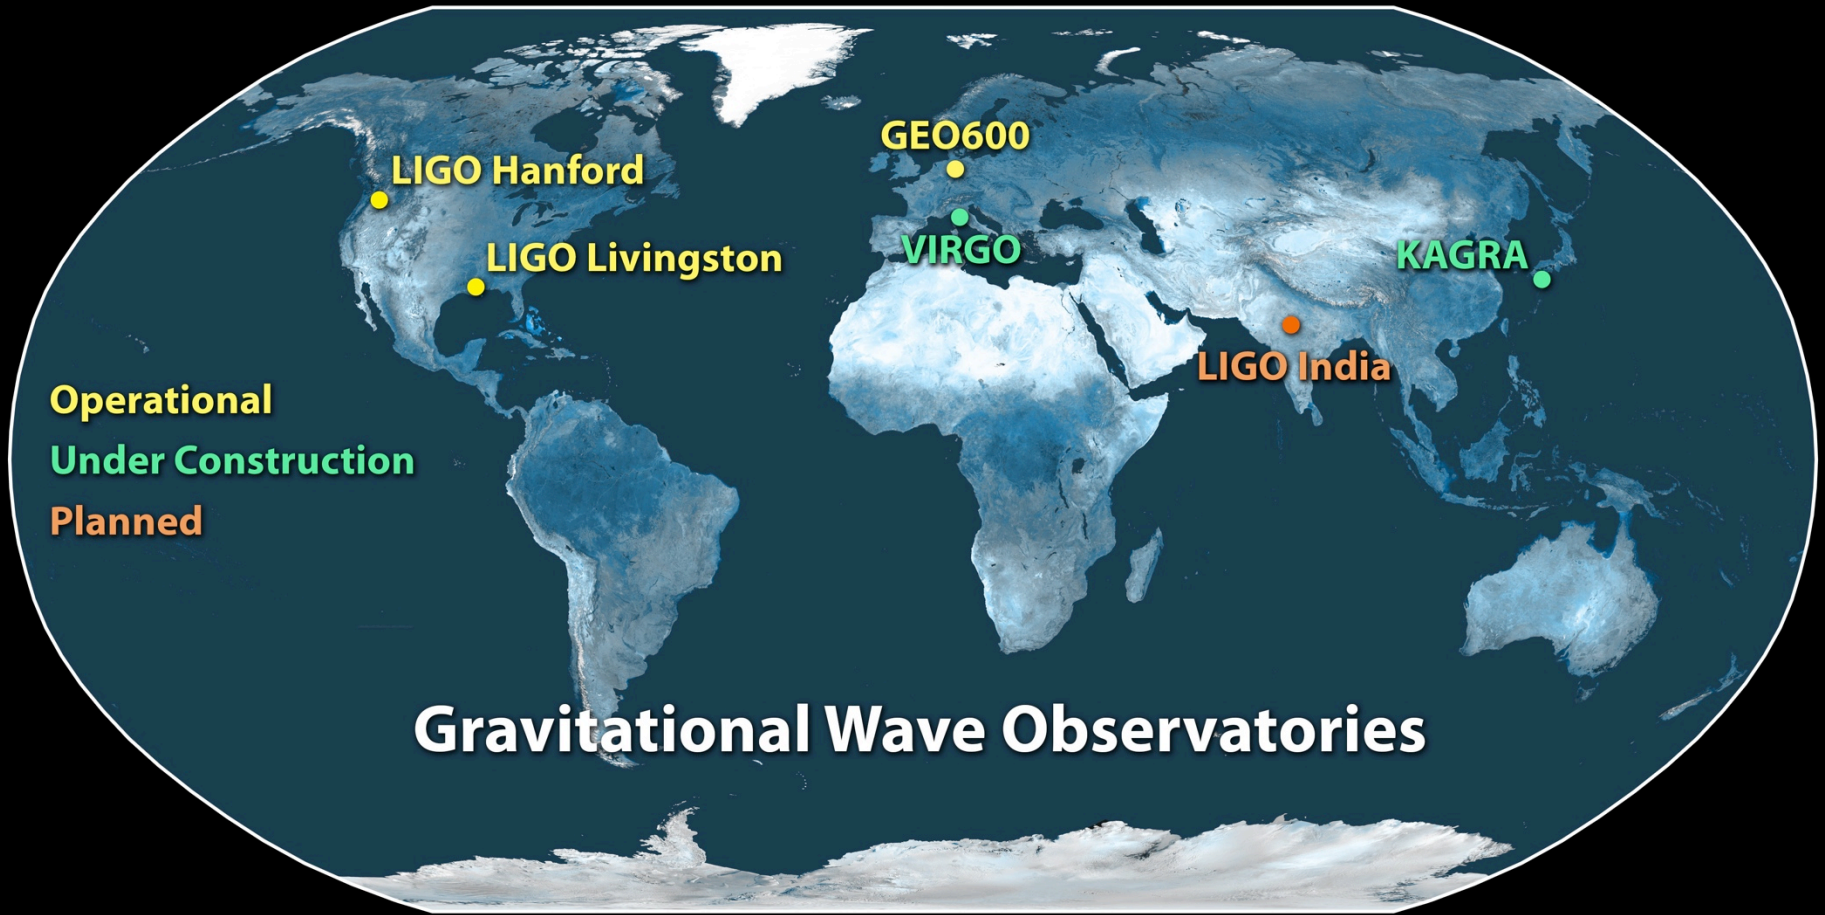 GEO600
LIGO Hanford
VIRGO
KAGRA
LIGO Livingston
LIGO India
Operational
Under Construction
Planned
Gravitational Wave Observatories